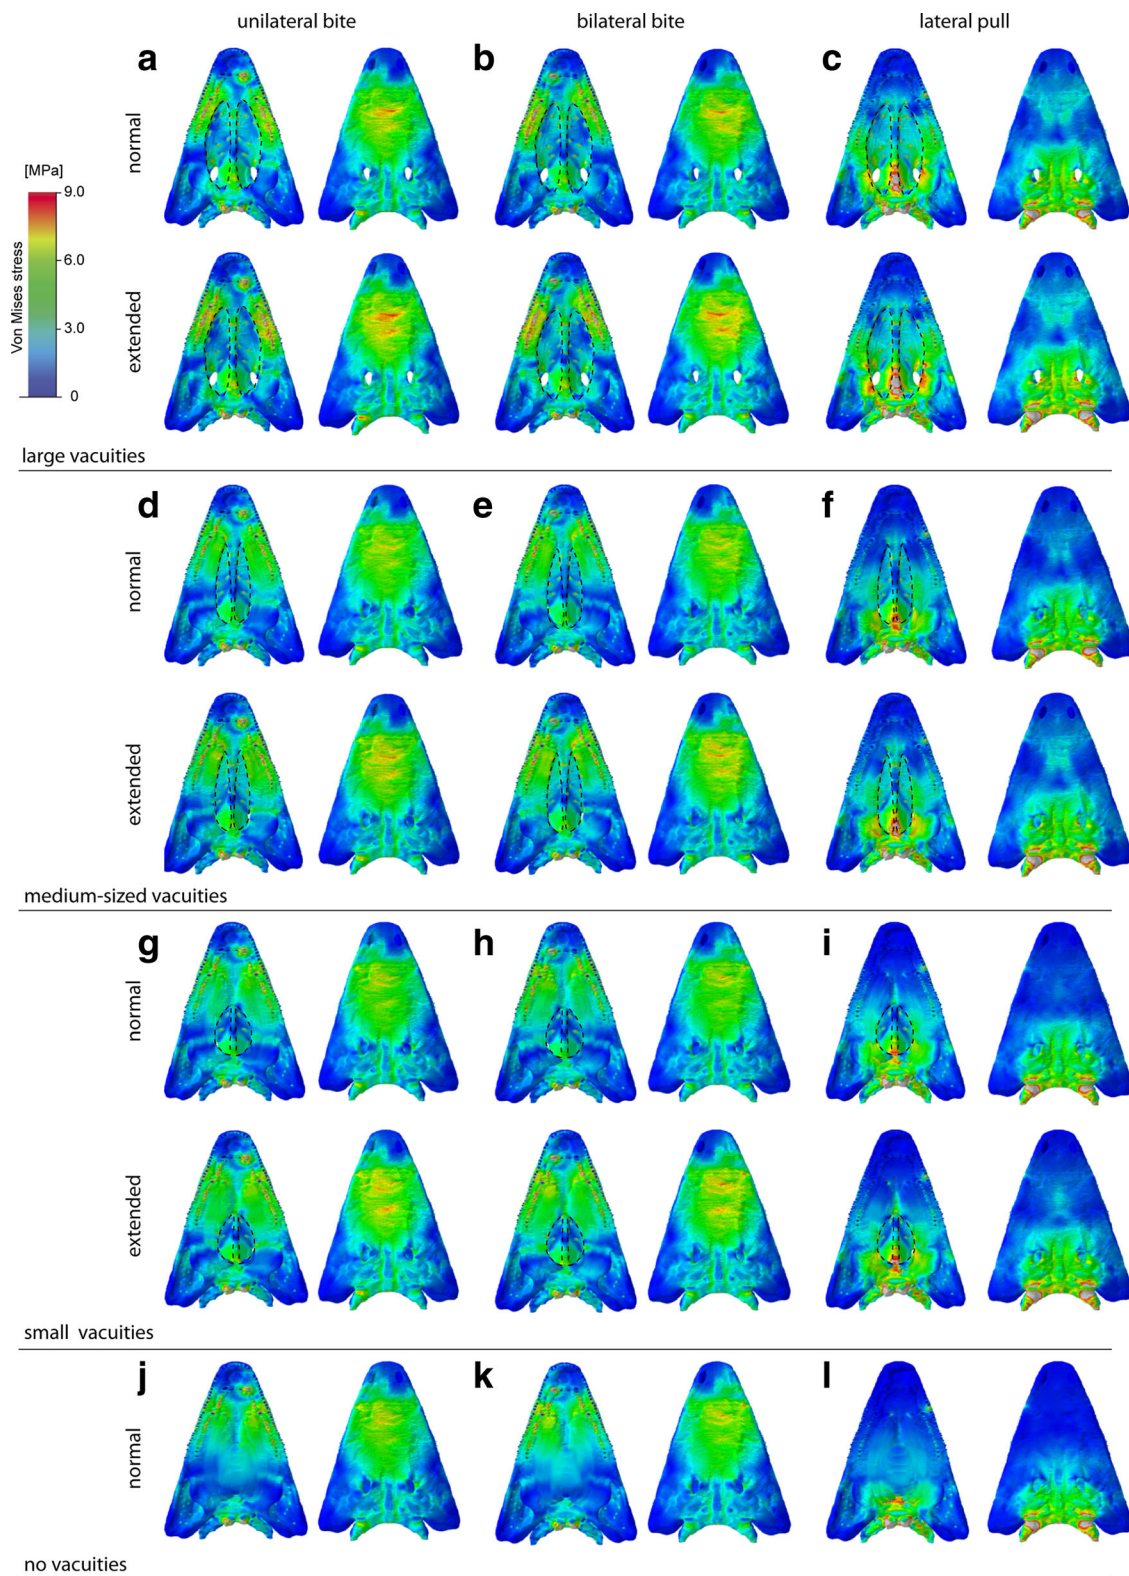 unilateral bite bilateral bite lateral pull
a b c
normal
[MPa]
9.0
6.0
3.0
0
Von Mises stress
extended
large vacuities
d e f
normal
extended
medium-sized vacuities
g h i
normal
extended
small vacuities
j k l
normal
no vacuities